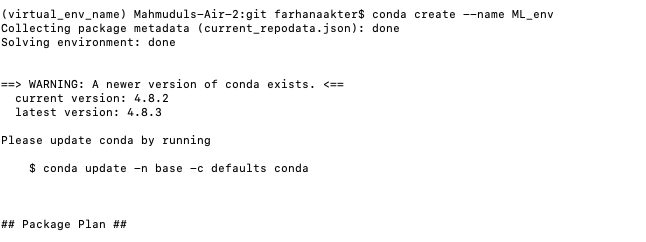 (virtual_env_name) Mahmuduls-Air-2:git farhanaakter$ conda create --name ML_env
Collecting package metadata (current_repodata.json): done
Solving environment: done
==> WARNING: A newer version of conda exists. <==
  current version: 4.8.2
  latest version: 4.8.3
Please update conda by running
    $ conda update -n base -c defaults conda
## Package Plan ##